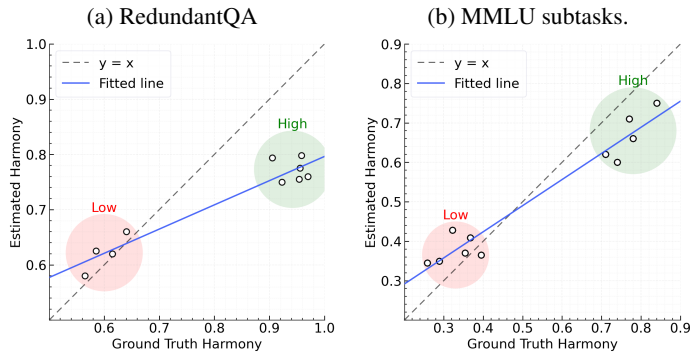 (a) RedundantQA
1.0
0.9
0.8
0.7
0.6
Estimated Harmony
y = x
Fitted line
High
Low
0.6
0.7
0.8
0.9
1.0
Ground Truth Harmony
(b) MMLU subtasks.
0.9
0.8
0.7
0.6
0.5
0.4
0.3
Estimated Harmony
y = x
Fitted line
High
Low
0.3
0.4
0.5
0.6
0.7
0.8
0.9
Ground Truth Harmony